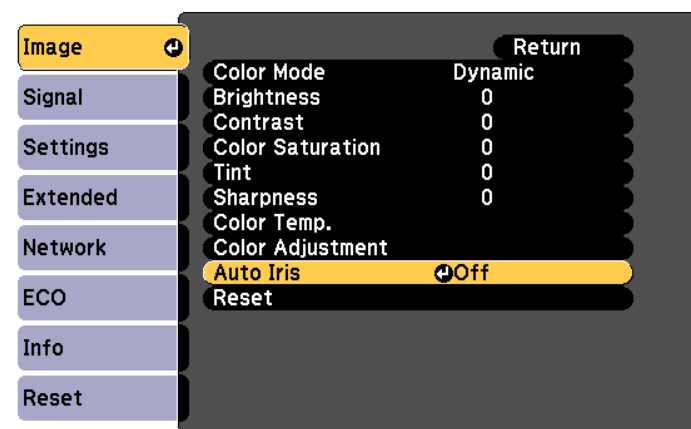 Image
Signal
Settings
Extended
Network
ECO
Info
Reset
Return
Color Mode Dynamic
Brightness 0
Contrast 0
Color Saturation 0
Tint 0
Sharpness 0
Color Temp.
Color Adjustment
Auto Iris Off
Reset